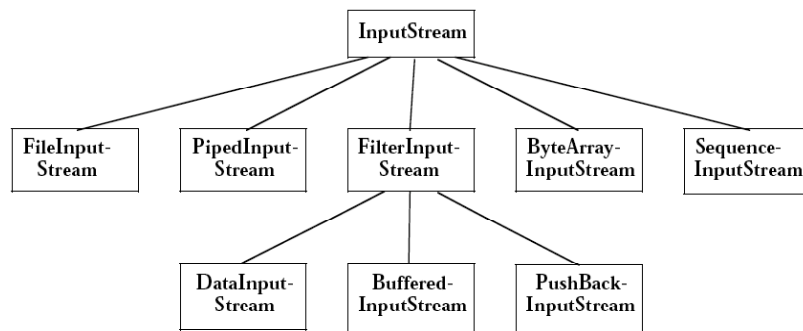 InputStream
FileInput-
Stream
PipedInput-
Stream
FilterInput-
Stream
ByteArray-
InputStream
Sequence-
InputStream
DataInput-
Stream
Buffered-
InputStream
PushBack-
InputStream